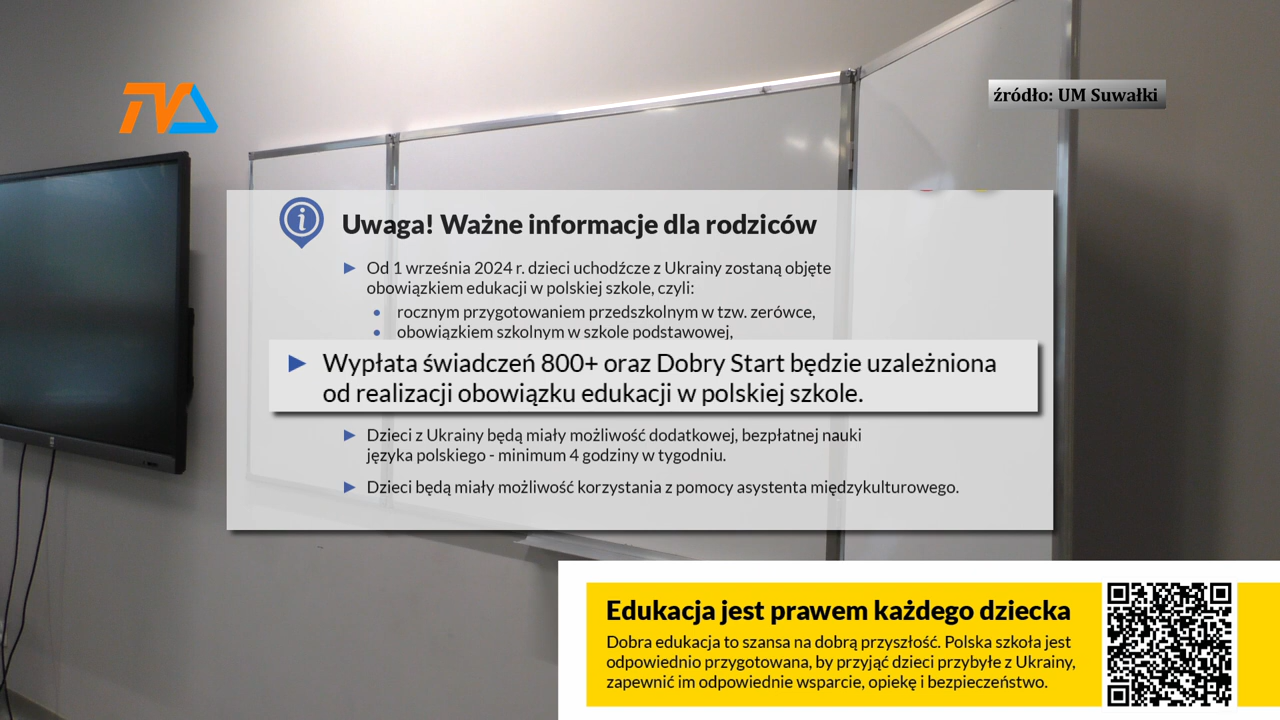 TVA
źródło: UM Suwałki
Uwaga! Ważne informacje dla rodziców
Od 1 września 2024 r. dzieci uchodźcze z Ukrainy zostaną objęte
obowiązkiem edukacji w polskiej szkole, czyli:
rocznym przygotowaniem przedszkolnym w tzw. zerówce,
obowiązkiem szkolnym w szkole podstawowej,
Wypłata świadczeń 800+ oraz Dobry Start będzie uzależniona
od realizacji obowiązku edukacji w polskiej szkole.
Dzieci z Ukrainy będą miały możliwość dodatkowej, bezpłatnej nauki
języka polskiego - minimum 4 godziny w tygodniu.
Dzieci będą miały możliwość korzystania z pomocy asystenta międzykulturowego.
Edukacja jest prawem każdego dziecka
Dobra edukacja to szansa na dobrą przyszłość. Polska szkoła jest
odpowiednio przygotowana, by przyjąć dzieci przybyłe z Ukrainy,
zapewnić im odpowiednie wsparcie, opiekę i bezpieczeństwo.